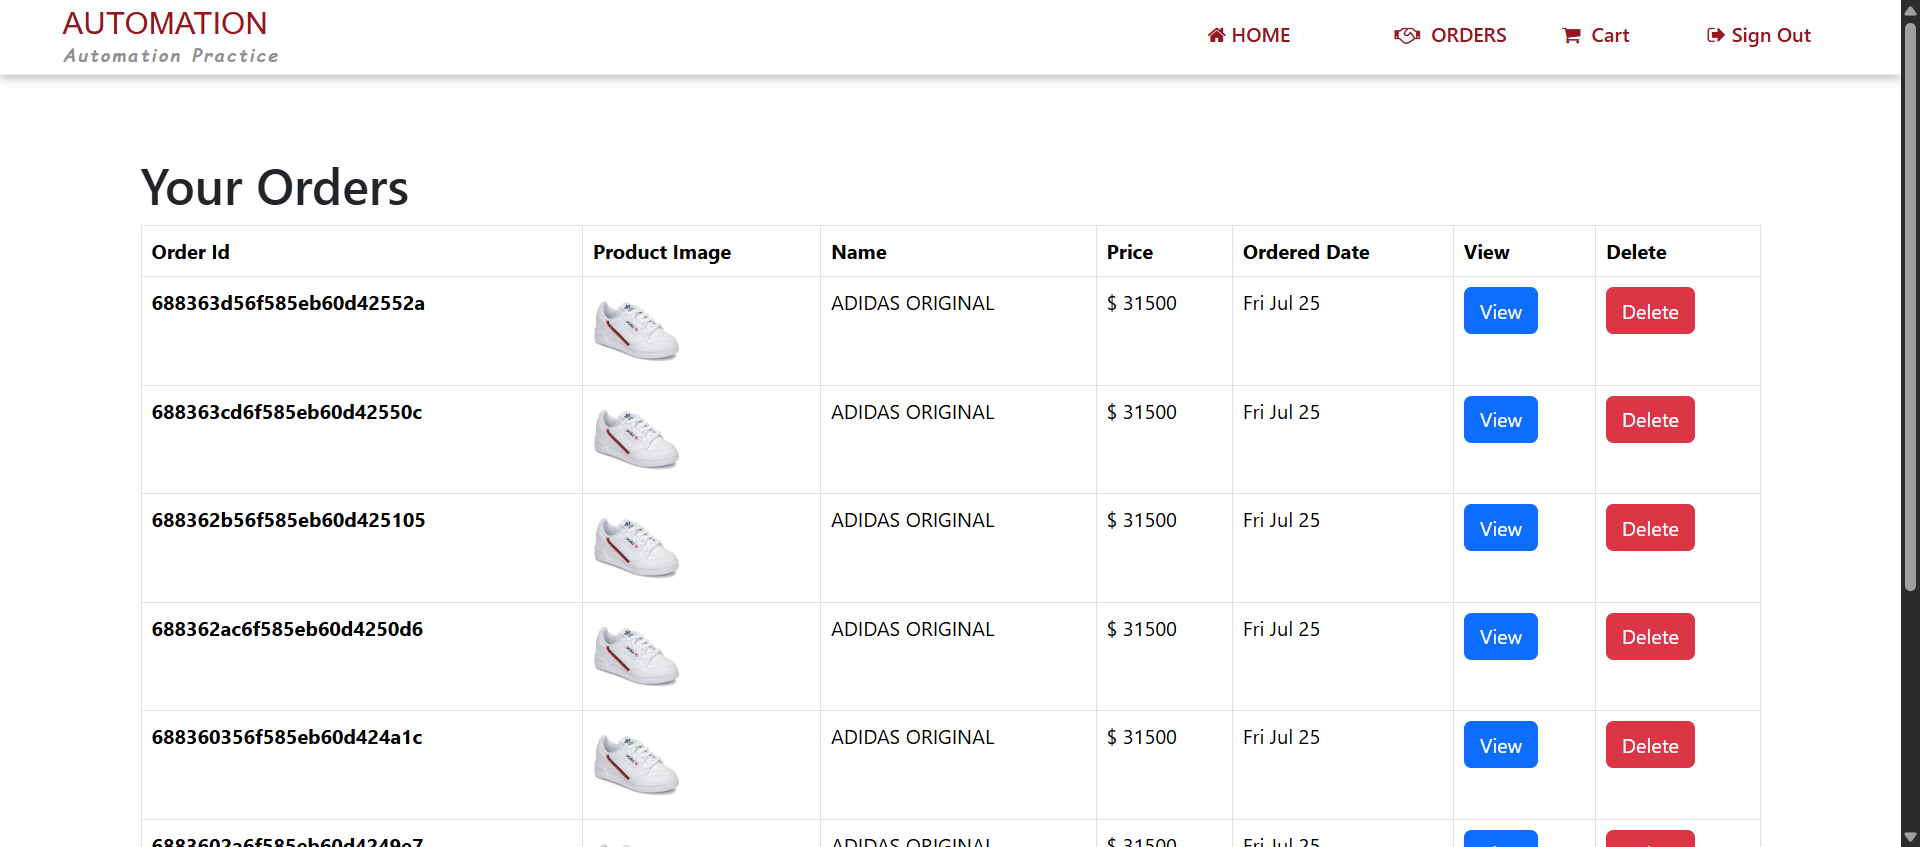 AUTOMATION
Automation Practice
HOME
ORDERS
Cart
Sign Out
Your Orders
Order Id Product Image Name Price Ordered Date View Delete
688363d56f585eb60d42552a ADIDAS ORIGINAL $ 31500 Fri Jul 25 View Delete
688363cd6f585eb60d42550c ADIDAS ORIGINAL $ 31500 Fri Jul 25 View Delete
688362b56f585eb60d425105 ADIDAS ORIGINAL $ 31500 Fri Jul 25 View Delete
688362ac6f585eb60d4250d6 ADIDAS ORIGINAL $ 31500 Fri Jul 25 View Delete
688360356f585eb60d424a1c ADIDAS ORIGINAL $ 31500 Fri Jul 25 View Delete
6883602a6f585eb60d4249e7 ADIDAS ORIGINAL $ 31500 Fri Jul 25